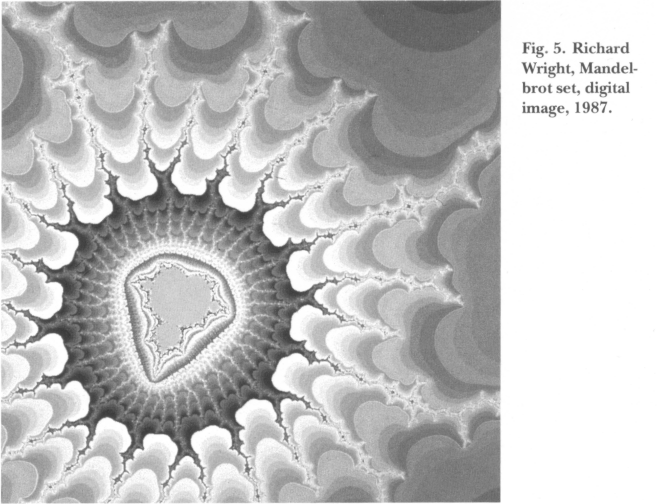 Fig. 5. Richard
Wright, Mandel-
brot set, digital
image, 1987.